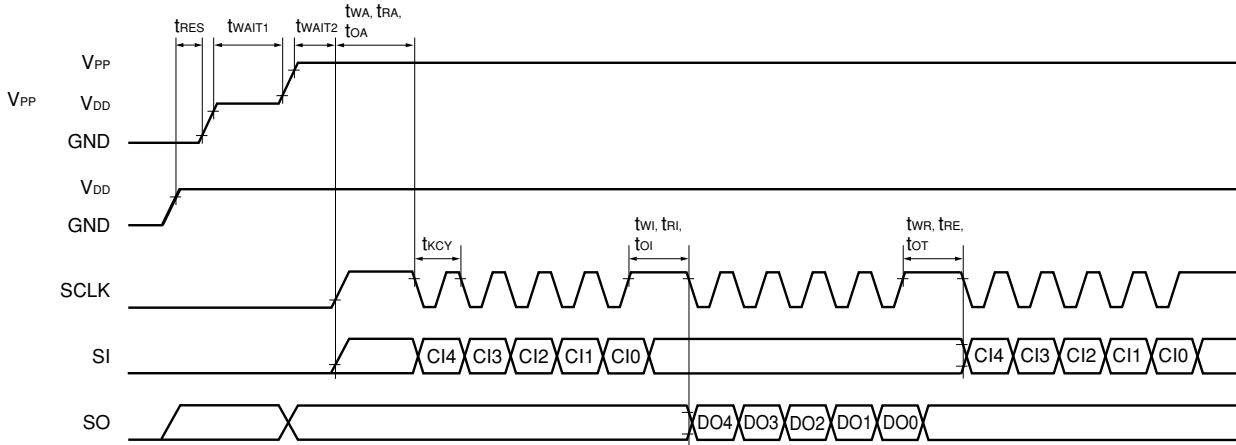 tRES tWAIT1 tWAIT2 tWA, tRA,
tOA
VPP
VPP VDD
GND
VDD
GND
tWI, tRI,
tOI
tWR, tRE,
tOT
tKCY
SCLK
SI CI4 CI3 CI2 CI1 CI0 CI4 CI3 CI2 CI1 CI0
SO DO4 DO3 DO2 DO1 DO0